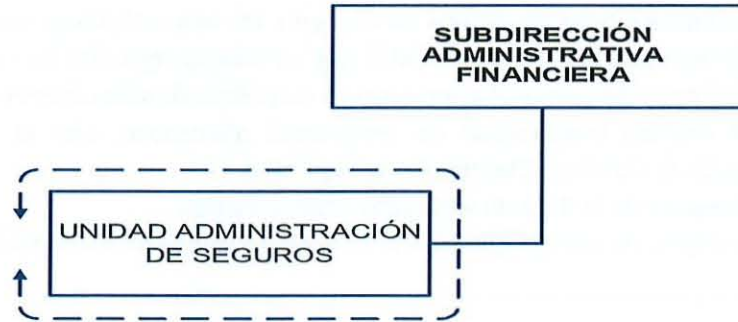 SUBDIRECCIÓN
ADMINISTRATIVA
FINANCIERA
UNIDAD ADMINISTRACIÓN
DE SEGUROS